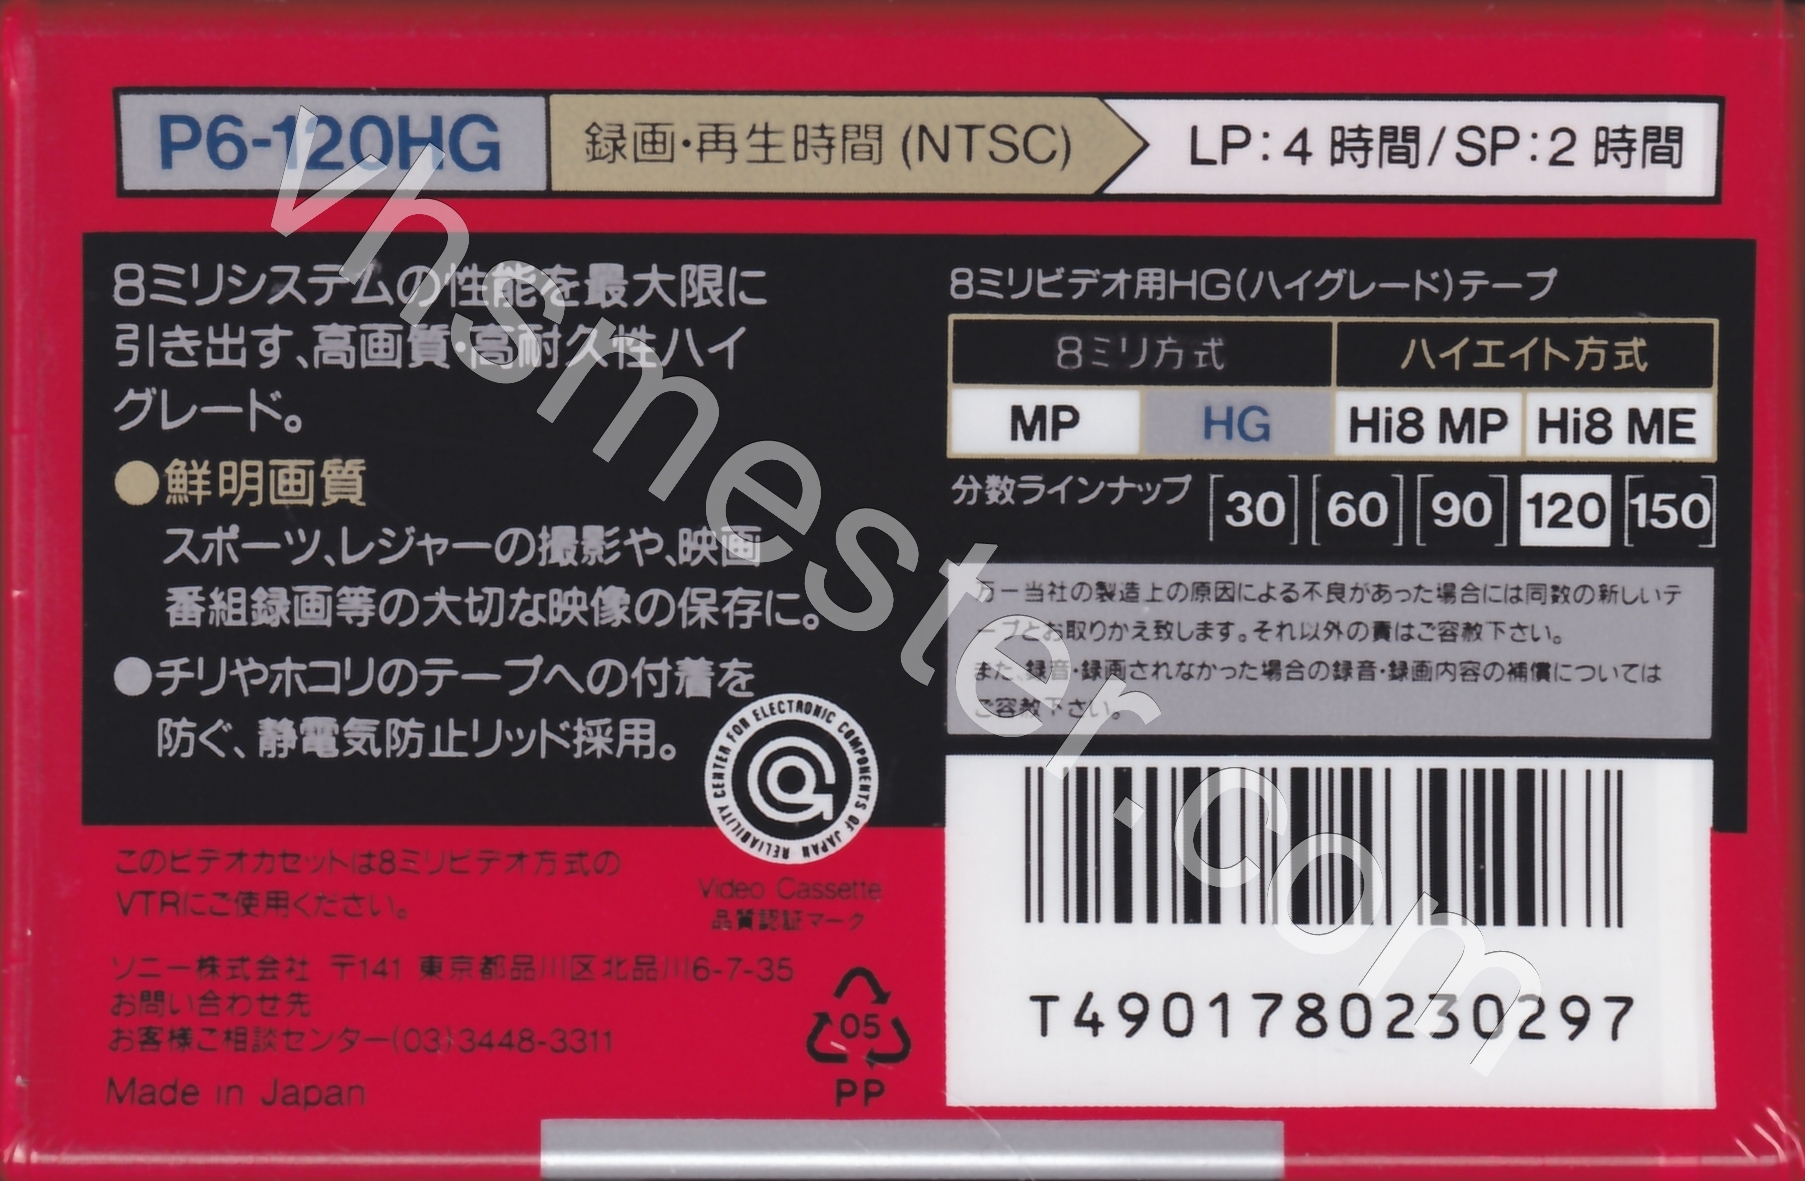 P6-120HG
録画・再生時間 (NTSC)
LP:4 時間/SP:2 時間
8ミリシステムの性能を最大限に
引き出す、高画質・高耐久性ハイ
グレード。
●鮮明画質
スポーツ、レジャーの撮影や、映画
番組録画等の大切な映像の保存に。
●チリやホコリのテープへの付着を
防ぐ、静電気防止リッド採用。
RELIABILITY CENTER FOR ELECTRONIC COMPONENTS OF JAPAN
Video Cassette
品質認証マーク
このビデオカセットは8ミリビデオ方式の
VTRにご使用ください。
ソニー株式会社 〒141 東京都品川区北品川6-7-35
お問い合わせ先
お客様ご相談センター(03)3448-3311
Made in Japan
05
PP
8ミリビデオ用HG(ハイグレード)テープ
8ミリ方式 ハイエイト方式
MP HG Hi8 MP Hi8 ME
分数ラインナップ [30] [60] [90] 120 [150]
万一当社の製造上の原因による不良があった場合には同数の新しいテ
ープとお取りかえ致します。それ以外の責はご容赦下さい。
また、録音・録画されなかった場合の録音・録画内容の補償については
ご容赦下さい。
T4901780230297
vhsmester.com